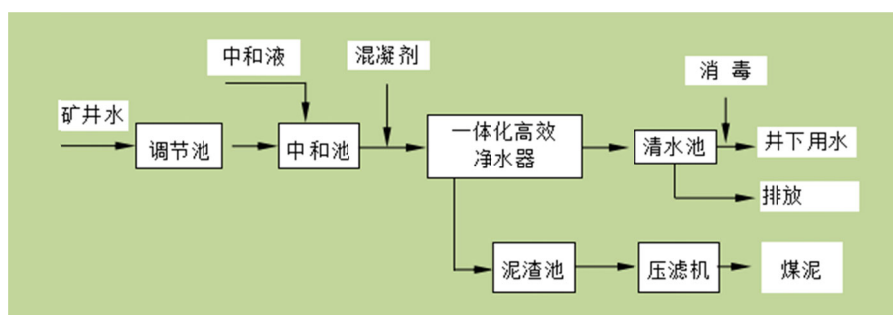 中和液
混凝剂
消 毒
矿井水
调节池
中和池
一体化高效
净水器
清水池
井下用水
排放
泥渣池
压滤机
煤泥